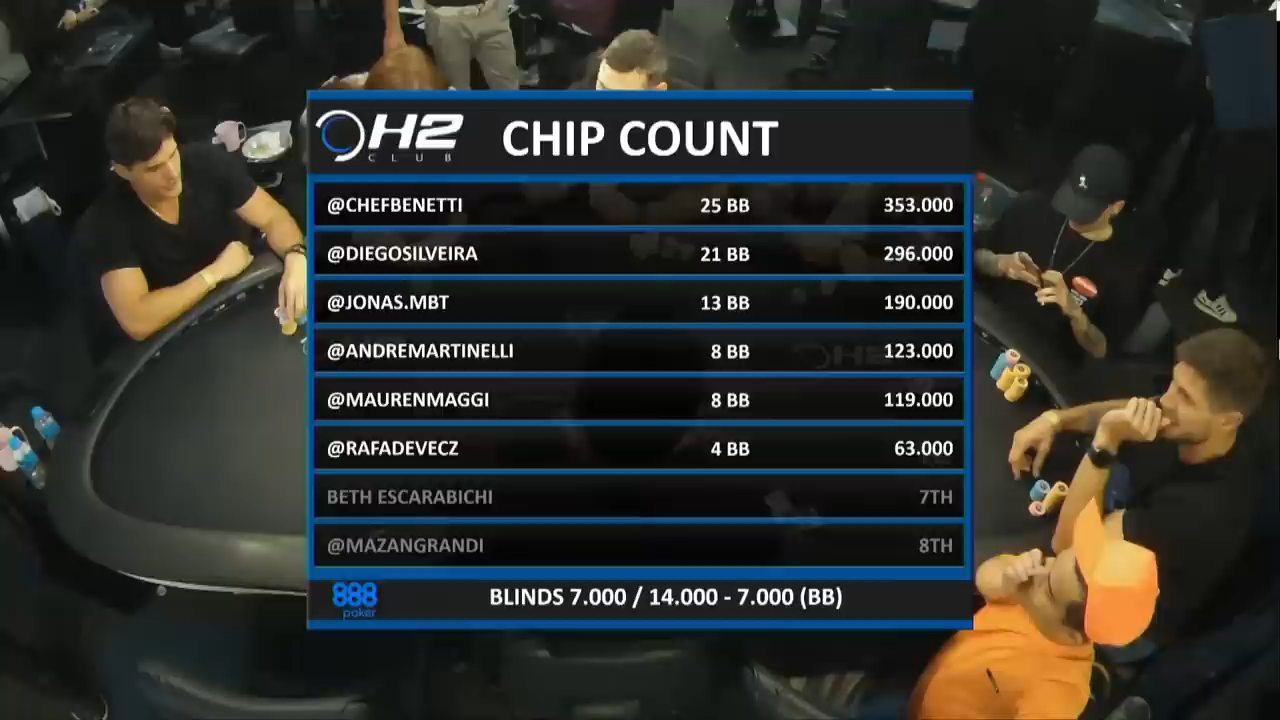 H2 CLUB CHIP COUNT
@CHEFBENETTI 25 BB 353.000
@DIEGOSILVEIRA 21 BB 296.000
@JONAS.MBT 13 BB 190.000
@ANDREMARTINELLI 8 BB 123.000
@MAURENMAGGI 8 BB 119.000
@RAFADEVECZ 4 BB 63.000
BETH ESCARABICHI 7TH
@MAZANGRANDI 8TH
888 poker BLINDS 7.000 / 14.000 - 7.000 (BB)